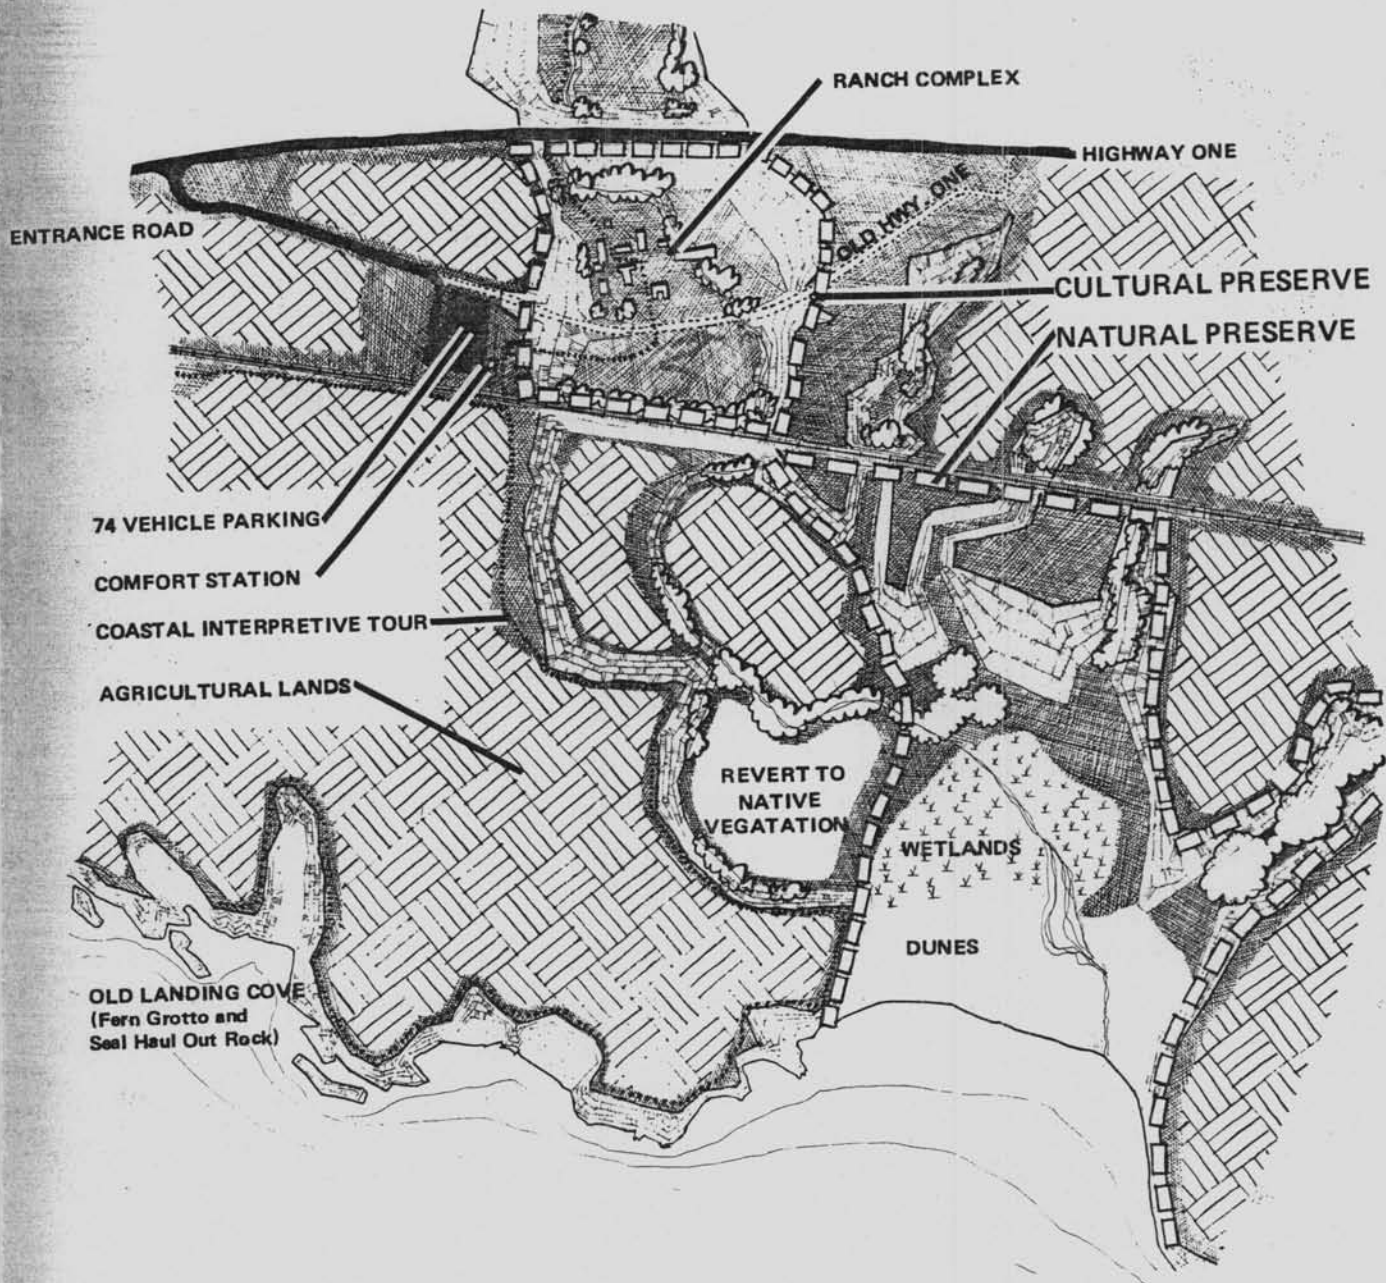 RANCH COMPLEX
HIGHWAY ONE
OLD HWY. ONE
ENTRANCE ROAD
CULTURAL PRESERVE
NATURAL PRESERVE
74 VEHICLE PARKING
COMFORT STATION
COASTAL INTERPRETIVE TOUR
AGRICULTURAL LANDS
REVERT TO
NATIVE
VEGATATION
WETLANDS
DUNES
OLD LANDING COVE
(Fern Grotto and
Seal Haul Out Rock)